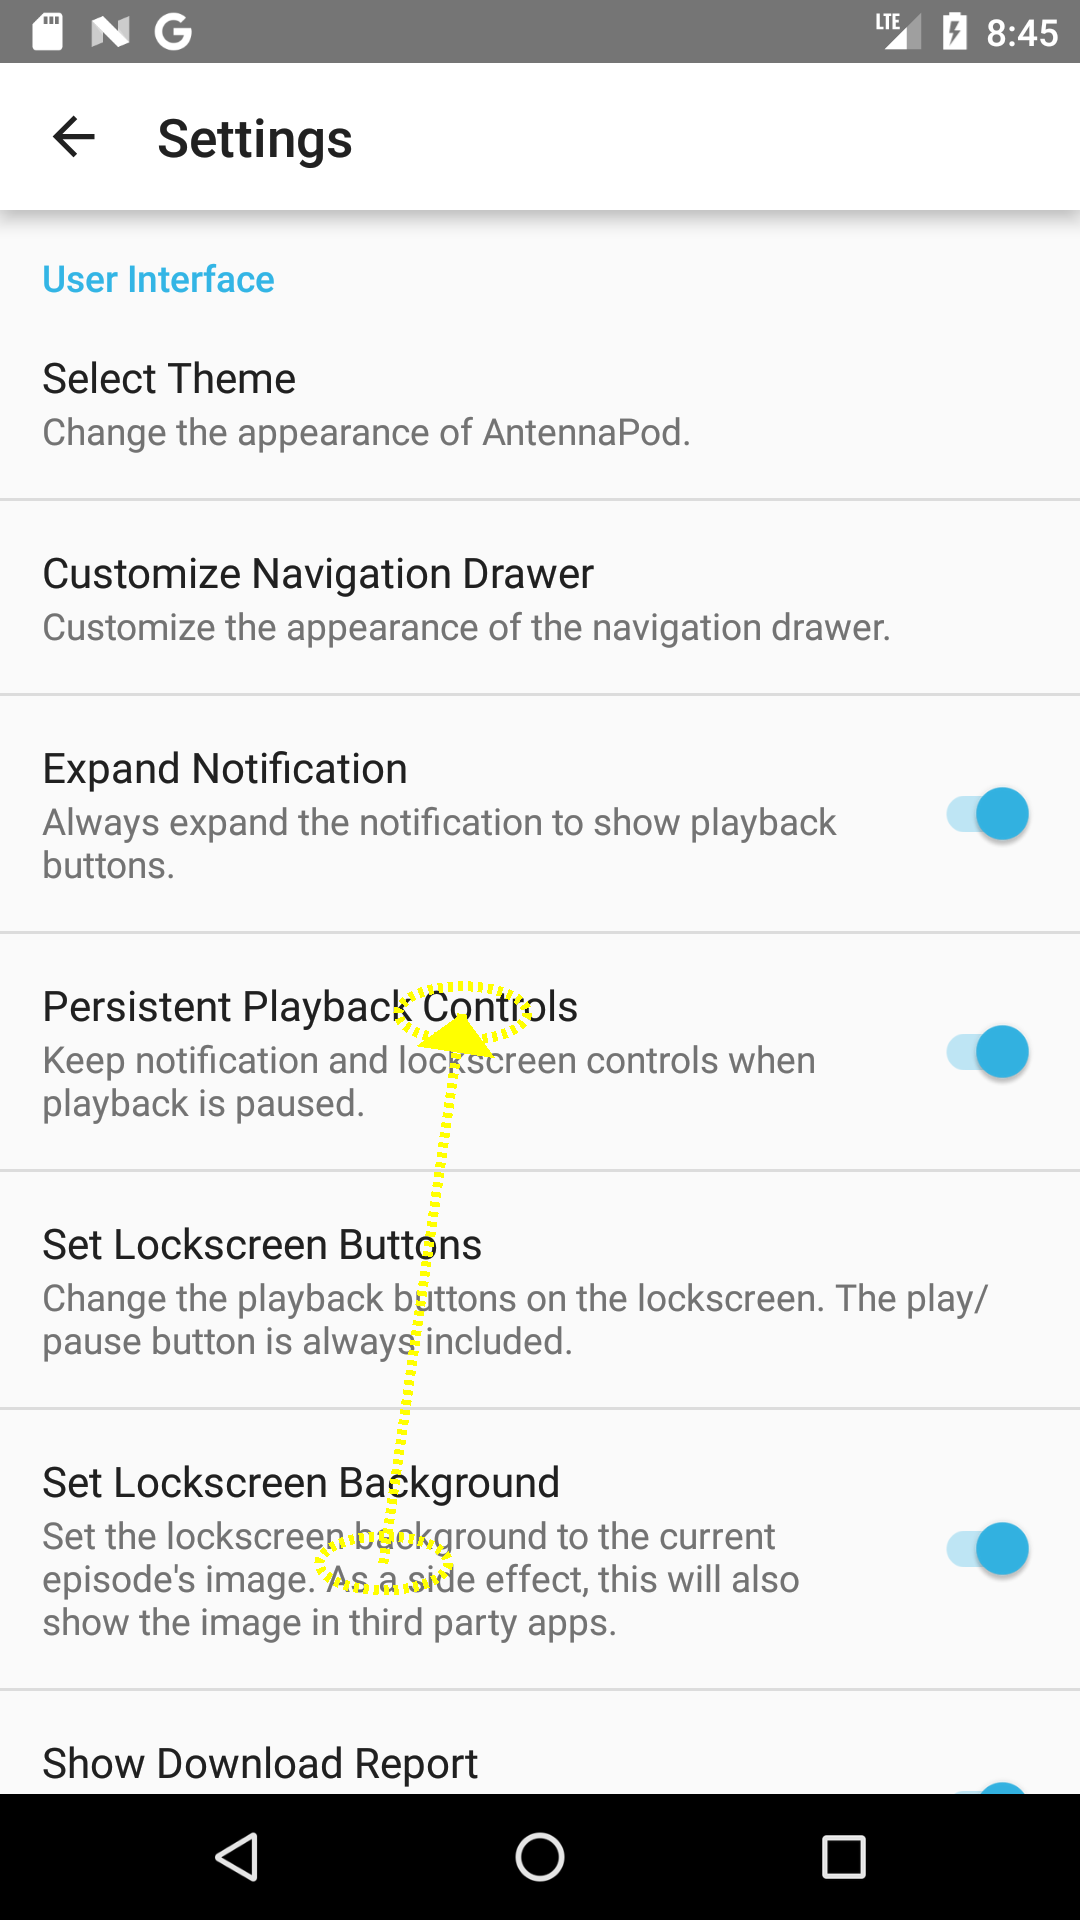 LTE 8:45
Settings
User Interface
Select Theme
Change the appearance of AntennaPod.
Customize Navigation Drawer
Customize the appearance of the navigation drawer.
Expand Notification
Always expand the notification to show playback
buttons.
Persistent Playback Controls
Keep notification and lockscreen controls when
playback is paused.
Set Lockscreen Buttons
Change the playback buttons on the lockscreen. The play/
pause button is always included.
Set Lockscreen Background
Set the lockscreen background to the current
episode's image. As a side effect, this will also
show the image in third party apps.
Show Download Report